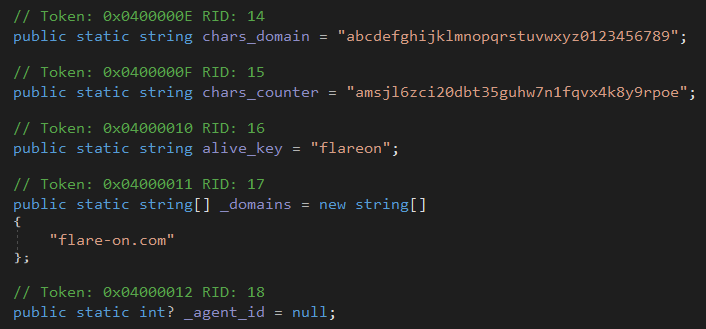 // Token: 0x0400000E RID: 14
public static string chars_domain = "abcdefghijklmnopqrstuvwxyz0123456789";
// Token: 0x0400000F RID: 15
public static string chars_counter = "amsjl6zci20dbt35guhw7n1fqvx4k8y9rpoe";
// Token: 0x04000010 RID: 16
public static string alive_key = "flareon";
// Token: 0x04000011 RID: 17
public static string[] _domains = new string[]
{
"flare-on.com"
};
// Token: 0x04000012 RID: 18
public static int? _agent_id = null;